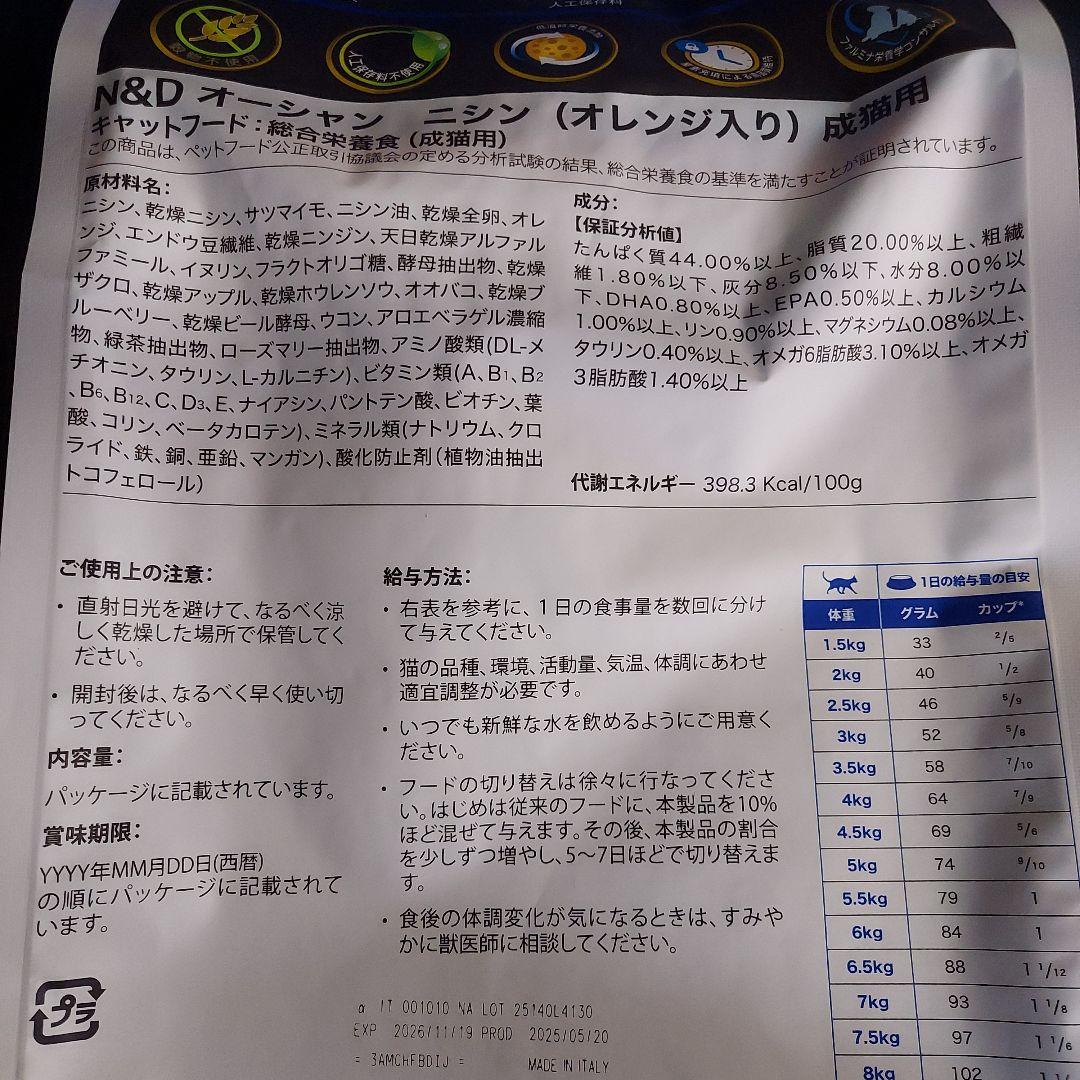 人工保存料
穀物不使用
人工保存料不使用
ファルミナ栄養学コンサルト
N&D オーシャン ニシン(オレンジ入り)成猫用
キャットフード:総合栄養食(成猫用)
この商品は、ペットフード公正取引協議会の定める分析試験の結果、総合栄養食の基準を満たすことが証明されています。
原材料名:
ニシン、乾燥ニシン、サツマイモ、ニシン油、乾燥全卵、オレ
ンジ、エンドウ豆繊維、乾燥ニンジン、天日乾燥アルファル
ファミール、イヌリン、フラクトオリゴ糖、酵母抽出物、乾燥
ザクロ、乾燥アップル、乾燥ホウレンソウ、オオバコ、乾燥ブ
ルーベリー、乾燥ビール酵母、ウコン、アロエベラゲル濃縮
物、緑茶抽出物、ローズマリー抽出物、アミノ酸類(DL-メ
チオニン、タウリン、L-カルニチン)、ビタミン類(A、B1、B2
、B6、B12、C、D3、E、ナイアシン、パントテン酸、ビオチン、葉
酸、コリン、ベータカロテン)、ミネラル類(ナトリウム、クロ
ライド、鉄、銅、亜鉛、マンガン)、酸化防止剤(植物油抽出
トコフェロール)
成分:
【保証分析値】
たんぱく質44.00%以上、脂質20.00%以上、粗繊
維1.80%以下、灰分8.50%以下、水分8.00%以
下、DHA0.80%以上、EPA0.50%以上、カルシウム
1.00%以上、リン0.90%以上、マグネシウム0.08%以上、
タウリン0.40%以上、オメガ6脂肪酸3.10%以上、オメガ
3脂肪酸1.40%以上
代謝エネルギー 398.3 Kcal/100g
ご使用上の注意:
・ 直射日光を避けて、なるべく涼
しく乾燥した場所で保管してく
ださい。
・ 開封後は、なるべく早く使い切
ってください。
内容量:
パッケージに記載されています。
賞味期限:
YYYY年MM月DD日(西暦)
の順にパッケージに記載されて
います。
プラ
給与方法:
・ 右表を参考に、1日の食事量を数回に分け
て与えてください。
・ 猫の品種、環境、活動量、気温、体調にあわせ
適宜調整が必要です。
・ いつでも新鮮な水を飲めるようにご用意く
ださい。
・ フードの切り替えは徐々に行なってくださ
い。はじめは従来のフードに、本製品を10%
ほど混ぜて与えます。その後、本製品の割合
を少しずつ増やし、5〜7日ほどで切り替えま
す。
・ 食後の体調変化が気になるときは、すみや
かに獣医師に相談してください。
α IT 001010 NA LOT 25140L4130
EXP 2026/11/19 PROD 2025/05/20
= 3AMCHFBDIJ = MADE IN ITALY
1日の給与量の目安
体重 グラム カップ*
1.5kg 33 2/5
2kg 40 1/2
2.5kg 46 5/9
3kg 52 5/8
3.5kg 58 7/10
4kg 64 7/9
4.5kg 69 5/6
5kg 74 9/10
5.5kg 79 1
6kg 84 1
6.5kg 88 1 1/12
7kg 93 1 1/8
7.5kg 97 1 1/6
8kg 102